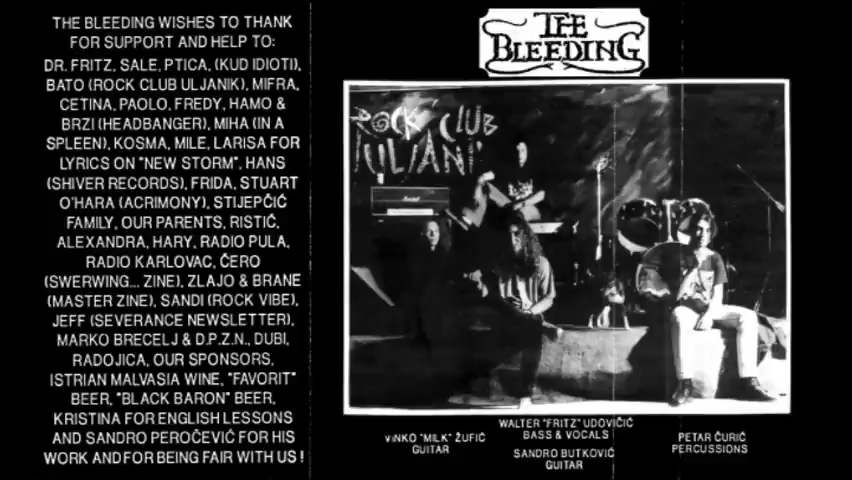 THE BLEEDING WISHES TO THANK
FOR SUPPORT AND HELP TO:
DR. FRITZ, SALE, PTICA, (KUD IDIOTI),
BATO (ROCK CLUB ULJANIK), MIFRA,
CETINA, PAOLO, FREDY, HAMO &
BRZI (HEADBANGER), MIHA (IN A
SPLEEN), KOSMA, MILE, LARISA FOR
LYRICS ON "NEW STORM", HANS
(SHIVER RECORDS), FRIDA, STUART
O'HARA (ACRIMONY), STIJEPČIĆ
FAMILY, OUR PARENTS, RISTIĆ,
ALEXANDRA, HARY, RADIO PULA,
RADIO KARLOVAC, ČERO
(SWERWING... ZINE), ZLAJO & BRANE
(MASTER ZINE), SANDI (ROCK VIBE),
JEFF (SEVERANCE NEWSLETTER),
MARKO BRECELJ & D.P.Z.N., DUBI,
RADOJICA, OUR SPONSORS,
ISTRIAN MALVASIA WINE, "FAVORIT"
BEER, "BLACK BARON" BEER,
KRISTINA FOR ENGLISH LESSONS
AND SANDRO PEROČEVIĆ FOR HIS
WORK AND FOR BEING FAIR WITH US !
THE
BLEEDING
ROCK CLUB
ULJANIK
Marshall
VINKO "MILK" ŽUFIĆ
GUITAR
WALTER "FRITZ" UDOVIČIĆ
BASS & VOCALS
SANDRO BUTKOVIĆ
GUITAR
PETAR ĆURIĆ
PERCUSSIONS